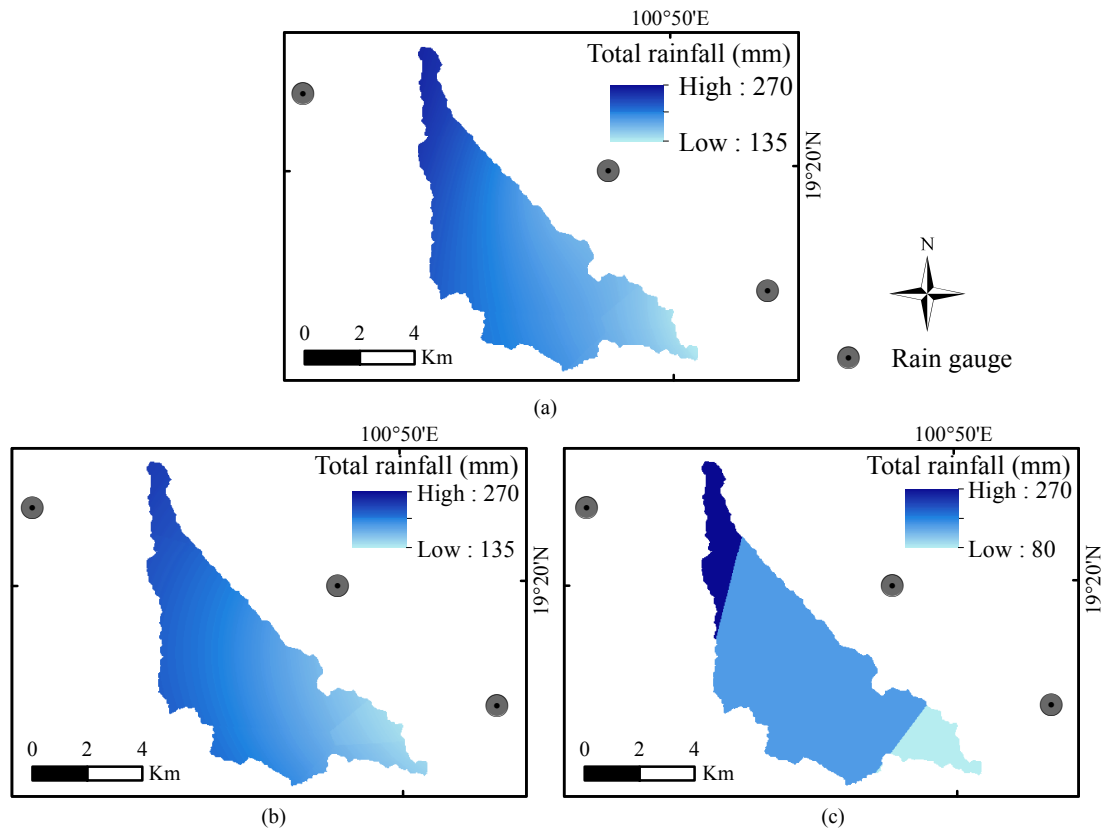 100°50'E
Total rainfall (mm)
High : 270
Low : 135
19°20'N
0 2 4
Km
N
Rain gauge
(a)
100°50'E
Total rainfall (mm)
High : 270
Low : 135
19°20'N
0 2 4
Km
(b)
100°50'E
Total rainfall (mm)
High : 270
Low : 80
19°20'N
0 2 4
Km
(c)